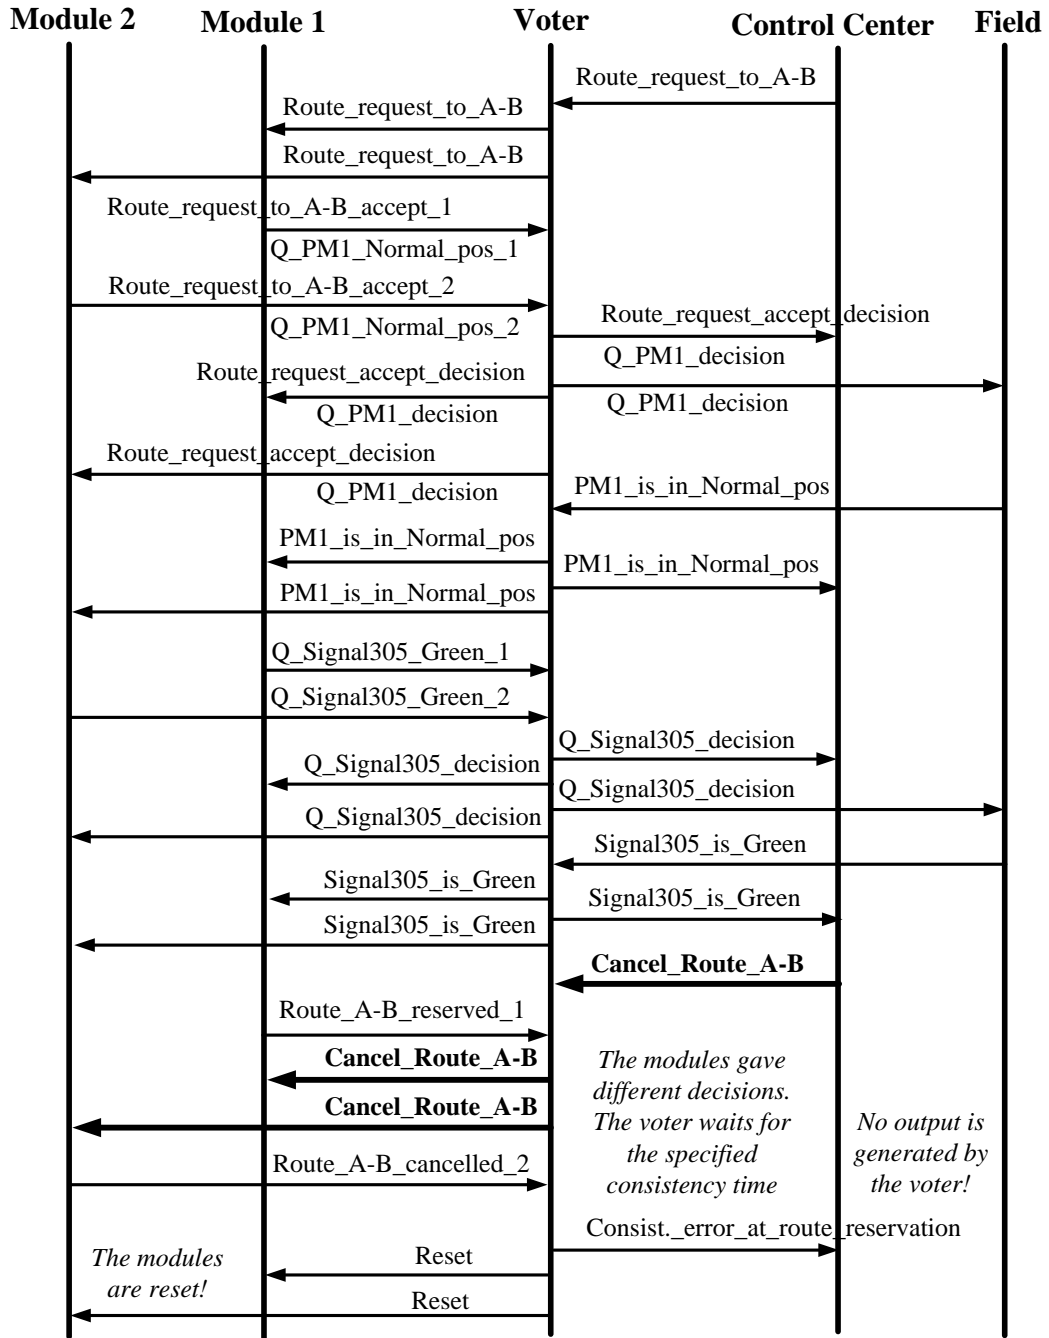 Module 2
Module 1
Voter
Control Center
Field
Route_request_to_A-B
Route_request_to_A-B
Route_request_to_A-B
Route_request_to_A-B_accept_1
Q_PM1_Normal_pos_1
Route_request_to_A-B_accept_2
Q_PM1_Normal_pos_2
Route_request_accept_decision
Q_PM1_decision
Route_request_accept_decision
Q_PM1_decision
Q_PM1_decision
Route_request_accept_decision
Q_PM1_decision
PM1_is_in_Normal_pos
PM1_is_in_Normal_pos
PM1_is_in_Normal_pos
PM1_is_in_Normal_pos
Q_Signal305_Green_1
Q_Signal305_Green_2
Q_Signal305_decision
Q_Signal305_decision
Q_Signal305_decision
Q_Signal305_decision
Signal305_is_Green
Signal305_is_Green
Signal305_is_Green
Signal305_is_Green
Cancel_Route_A-B
Route_A-B_reserved_1
Cancel_Route_A-B
Cancel_Route_A-B
The modules gave
different decisions.
The voter waits for
the specified
consistency time
No output is
generated by
the voter!
Route_A-B_cancelled_2
Consist._error_at_route_reservation
The modules
are reset!
Reset
Reset